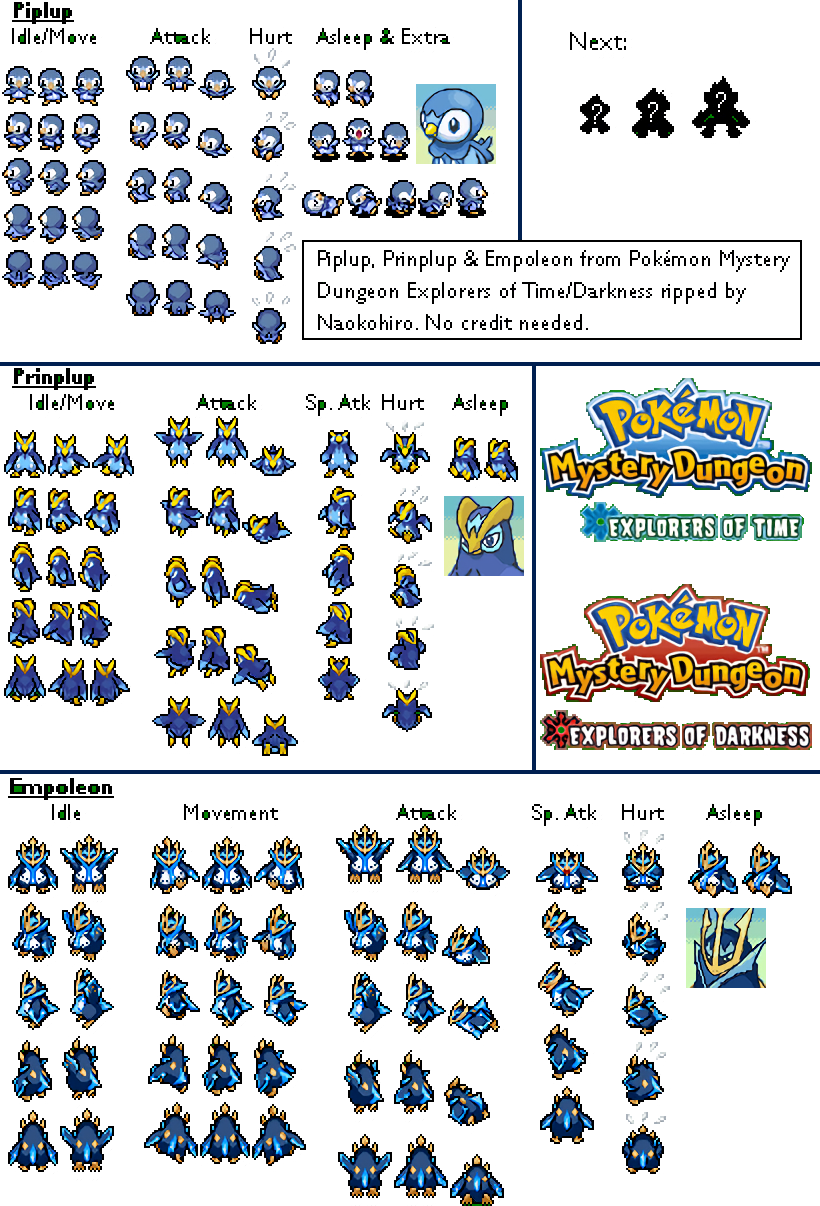 Piplup
Idle/Move Attack Hurt Asleep & Extra
Next:
? ? ?
Piplup, Prinplup & Empoleon from Pokémon Mystery
Dungeon Explorers of Time/Darkness ripped by
Naokohiro. No credit needed.
Prinplup
Idle/Move Attack Sp. Atk Hurt Asleep
POKéMON
Mystery Dungeon
EXPLORERS OF TIME
POKéMON
TM
Mystery Dungeon
EXPLORERS OF DARKNESS
Empoleon
Idle Movement Attack Sp. Atk Hurt Asleep